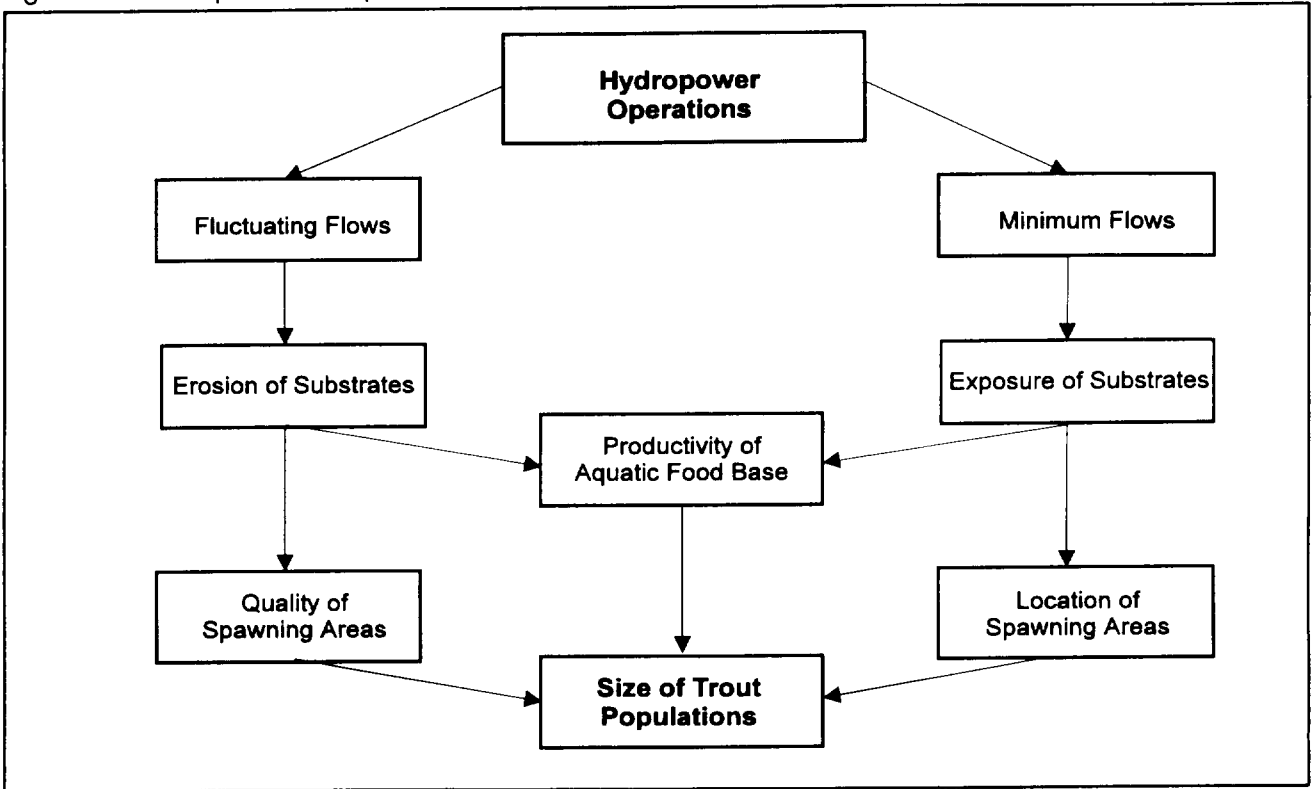 Hydropower
Operations
Fluctuating Flows
Minimum Flows
Erosion of Substrates
Exposure of Substrates
Productivity of
Aquatic Food Base
Quality of
Spawning Areas
Location of
Spawning Areas
Size of Trout
Populations